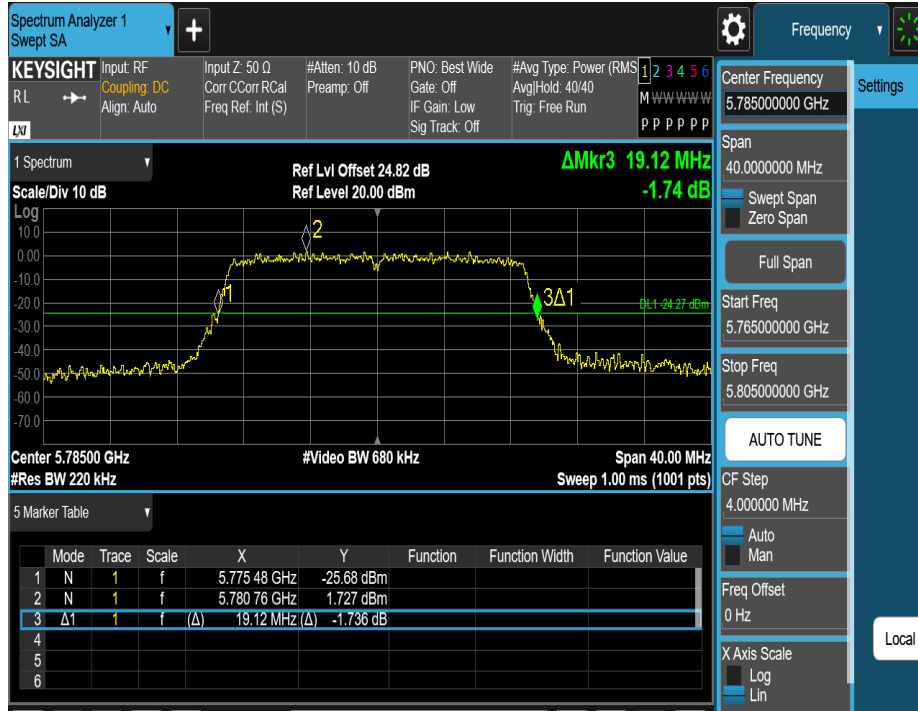 Spectrum Analyzer 1
Swept SA
+
Frequency
KEYSIGHT
RL
LXI
Input: RF
Coupling: DC
Align: Auto
Input Z: 50 Ω
Corr CCorr RCal
Freq Ref: Int (S)
#Atten: 10 dB
Preamp: Off
PNO: Best Wide
Gate: Off
IF Gain: Low
Sig Track: Off
#Avg Type: Power (RMS
Avg|Hold: 40/40
Trig: Free Run
1 2 3 4 5 6
M W W W W W
P P P P P P
1 Spectrum
Scale/Div 10 dB
Ref Lvl Offset 24.82 dB
Ref Level 20.00 dBm
ΔMkr3 19.12 MHz
-1.74 dB
Log
10.0
0.00
-10.0
-20.0
-30.0
-40.0
-50.0
-60.0
-70.0
2
1
3Δ1
DL1 -24.27 dBm
Center 5.78500 GHz
#Video BW 680 kHz
Span 40.00 MHz
#Res BW 220 kHz
Sweep 1.00 ms (1001 pts)
5 Marker Table
Mode Trace Scale X Y Function Function Width Function Value
1 N 1 f 5.775 48 GHz -25.68 dBm
2 N 1 f 5.780 76 GHz 1.727 dBm
3 Δ1 1 f (Δ) 19.12 MHz (Δ) -1.736 dB
4
5
6
Center Frequency
5.785000000 GHz
Settings
Span
40.0000000 MHz
Swept Span
Zero Span
Full Span
Start Freq
5.765000000 GHz
Stop Freq
5.805000000 GHz
AUTO TUNE
CF Step
4.000000 MHz
Auto
Man
Freq Offset
0 Hz
X Axis Scale
Log
Lin
Local